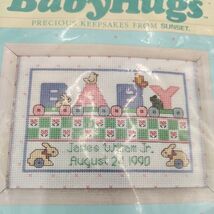 BabyHugs
PRECIOUS KEEPSAKES FROM SUNSET.
BABY
James William Jr.
August 24, 1990